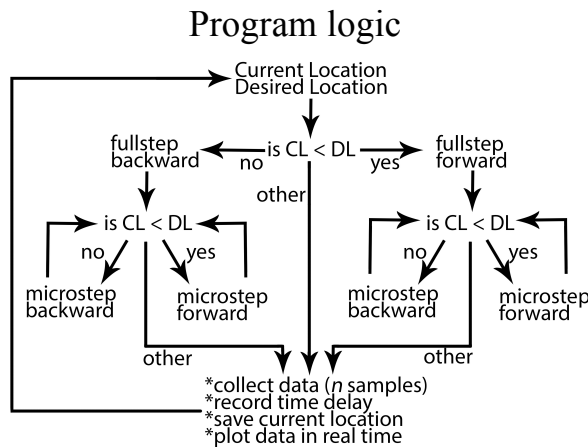 Program logic
Current Location
Desired Location
fullstep
backward
is CL < DL
no
yes
other
fullstep
forward
is CL < DL
no
yes
microstep
backward
microstep
forward
other
is CL < DL
no
yes
microstep
backward
microstep
forward
other
*collect data (n samples)
*record time delay
*save current location
*plot data in real time